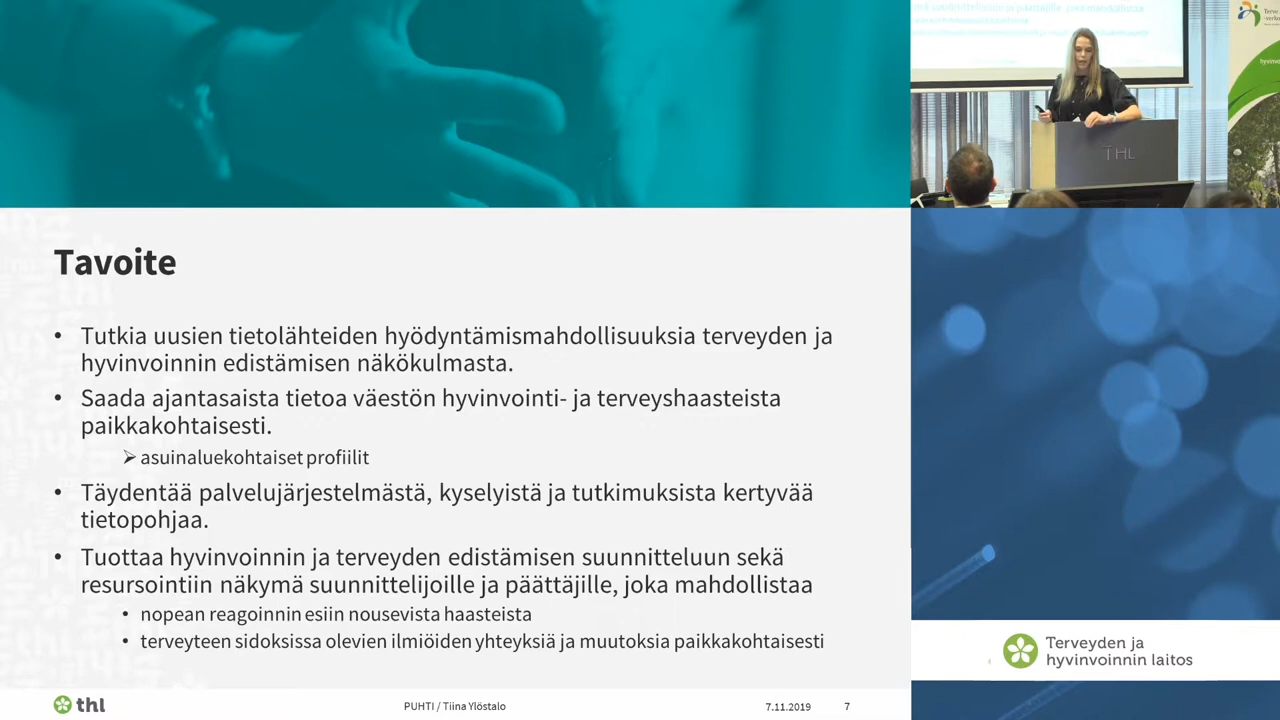 Terve
-verko
hyvinvo
THL
Tavoite
• Tutkia uusien tietolähteiden hyödyntämismahdollisuuksia terveyden ja
hyvinvoinnin edistämisen näkökulmasta.
• Saada ajantasaista tietoa väestön hyvinvointi- ja terveyshaasteista
paikkakohtaisesti.
➢ asuinaluekohtaiset profiilit
• Täydentää palvelujärjestelmästä, kyselyistä ja tutkimuksista kertyvää
tietopohjaa.
• Tuottaa hyvinvoinnin ja terveyden edistämisen suunnitteluun sekä
resursointiin näkymä suunnittelijoille ja päättäjille, joka mahdollistaa
• nopean reagoinnin esiin nousevista haasteista
• terveyteen sidoksissa olevien ilmiöiden yhteyksiä ja muutoksia paikkakohtaisesti
Terveyden ja
hyvinvoinnin laitos
thl
PUHTI / Tiina Ylöstalo
7.11.2019
7